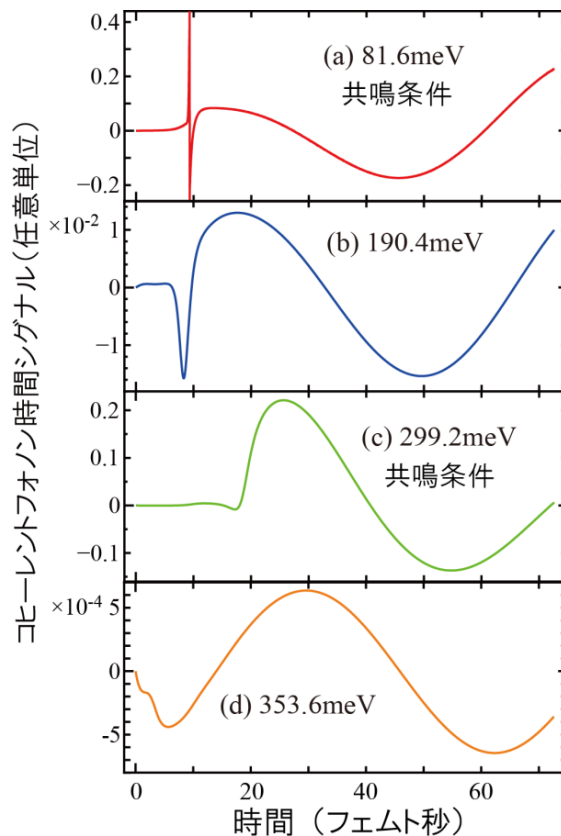 コヒーレントフォノン時間シグナル（任意単位）
0.4
0.2
0
-0.2
(a) 81.6meV
共鳴条件
×10-2
1
0
−1
(b) 190.4meV
0.2
0.1
0
-0.1
(c) 299.2meV
共鳴条件
×10-4
5
0
-5
(d) 353.6meV
0 20 40 60
時間（フェムト秒）